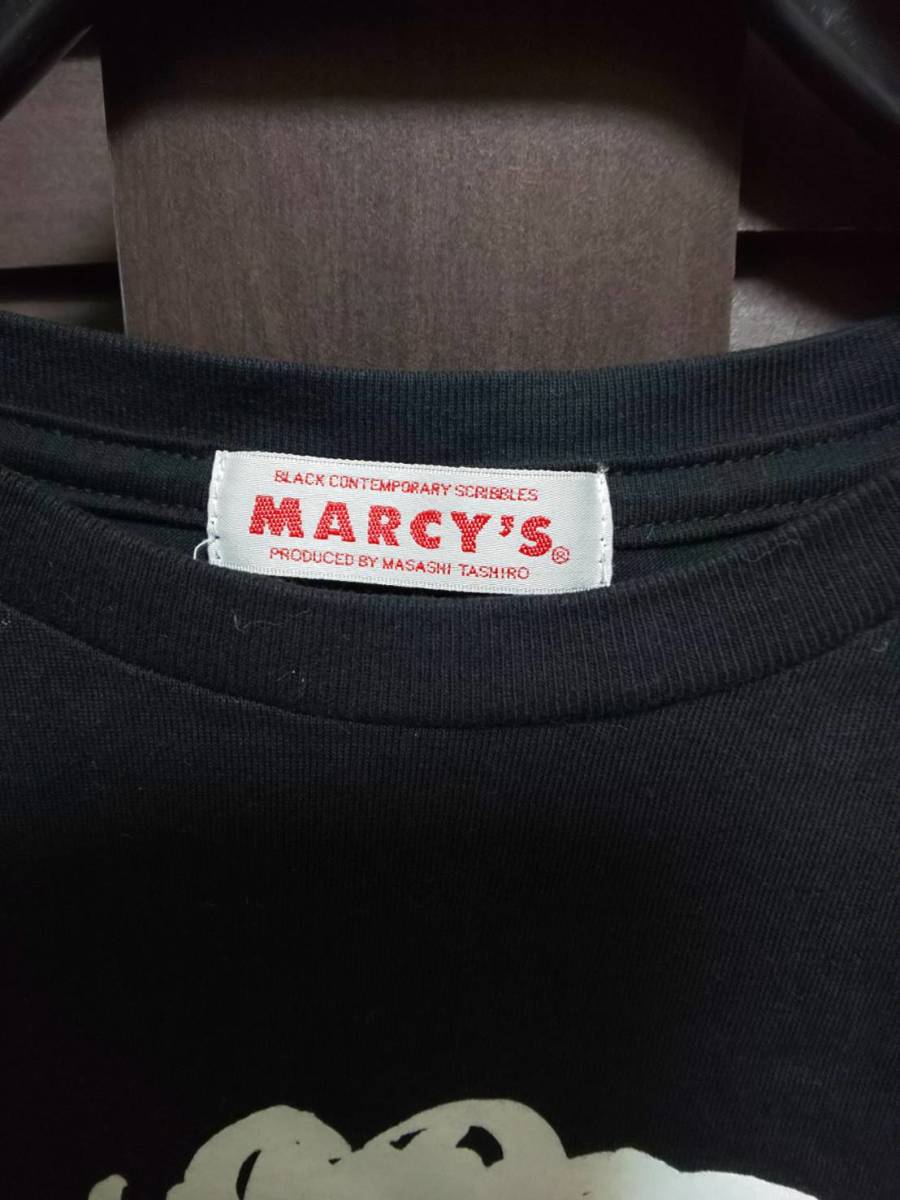 BLACK CONTEMPORARY SCRIBBLES
MARCY'S®
PRODUCED BY MASASHI TASHIRO